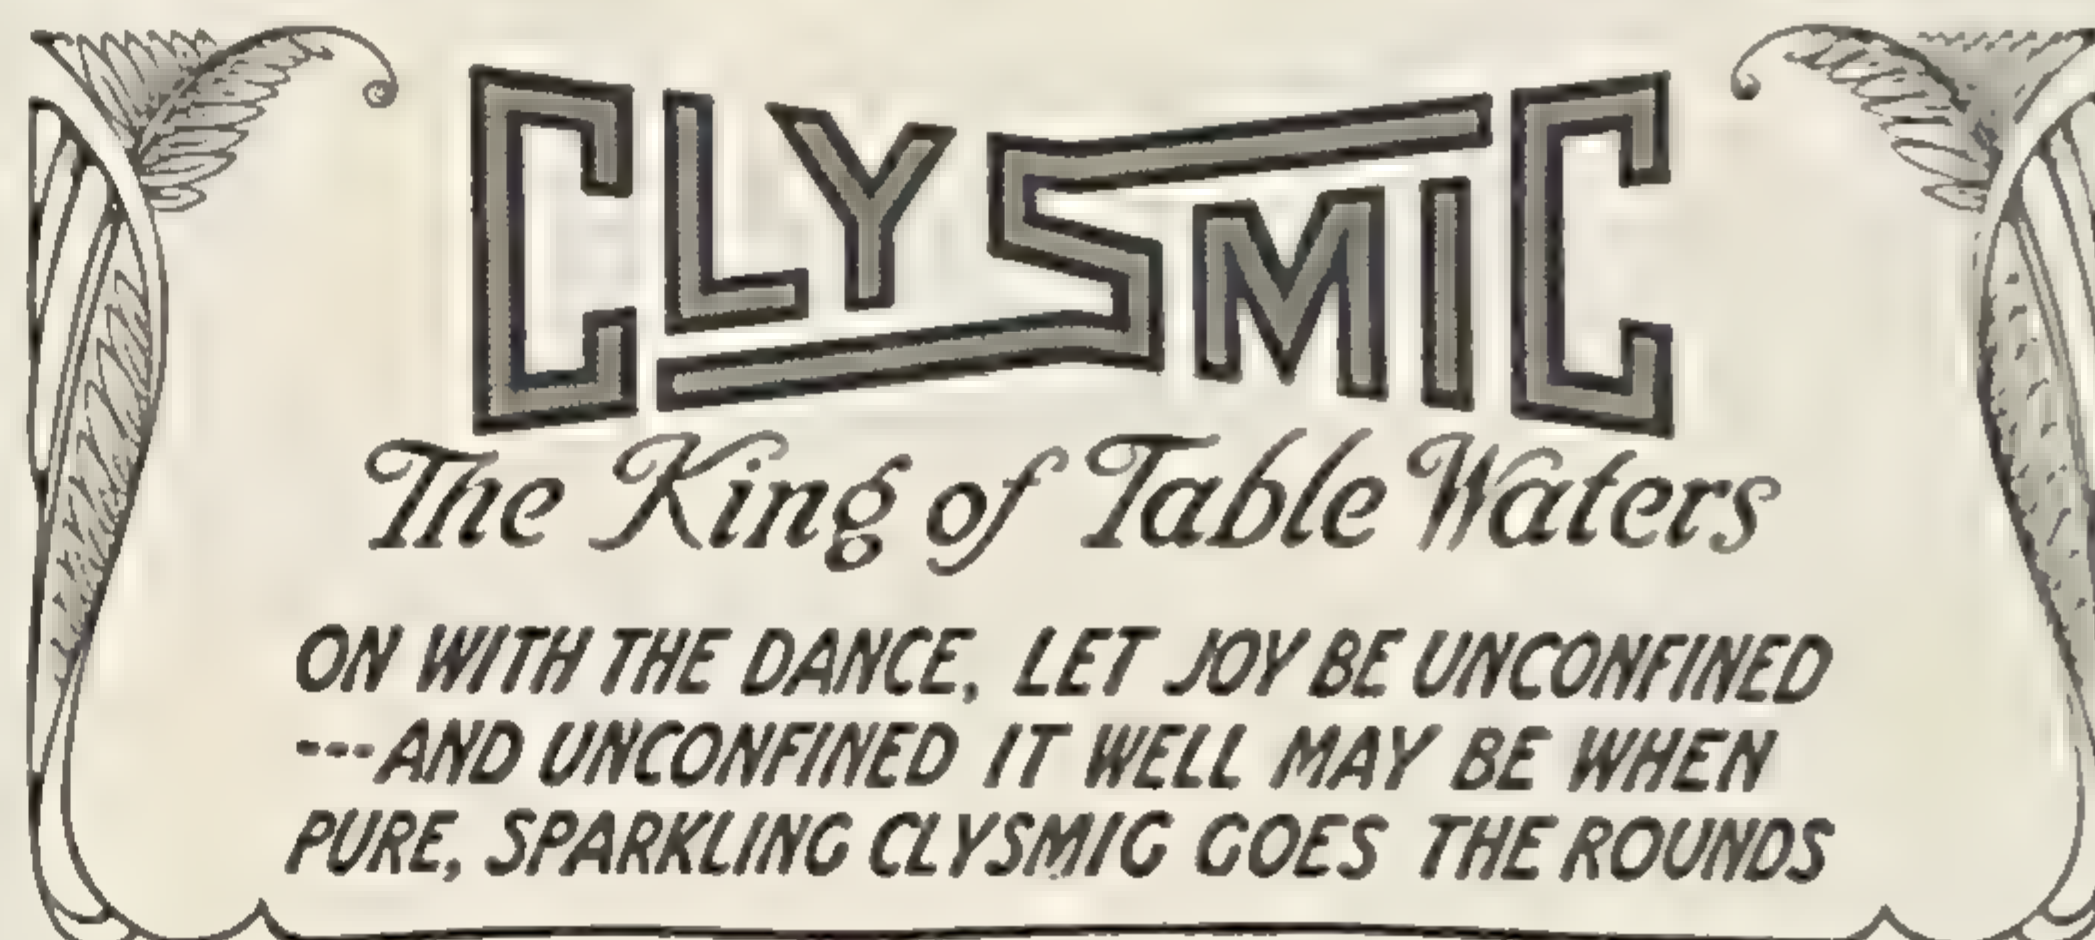 CLYSMIC
The King of Table Waters
ON WITH THE DANCE, LET JOY BE UNCONFINED
---AND UNCONFINED IT WELL MAY BE WHEN
PURE, SPARKLING CLYSMIG GOES THE ROUNDS